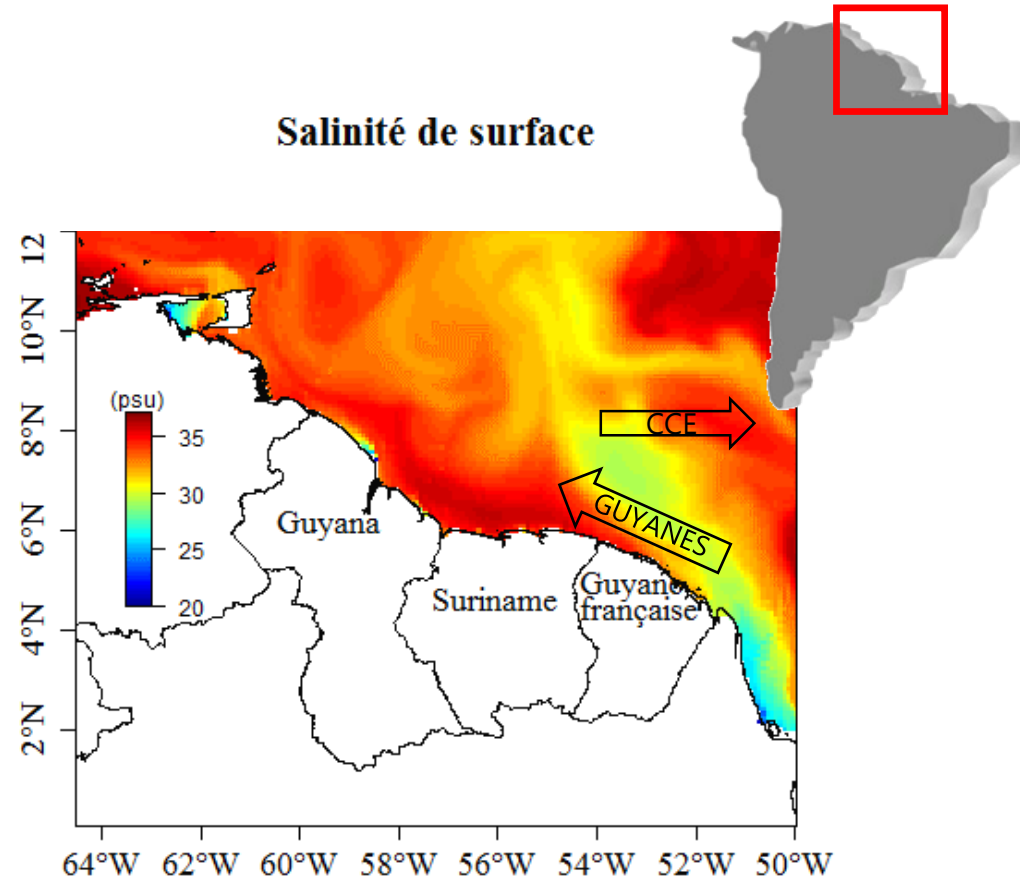 Salinité de surface
12
10°N
8°N
6°N
4°N
2°N
(psu)
35
30
25
20
CCE
GUYANES
Guyana
Suriname
Guyane
française
64°W 62°W 60°W 58°W 56°W 54°W 52°W 50°W